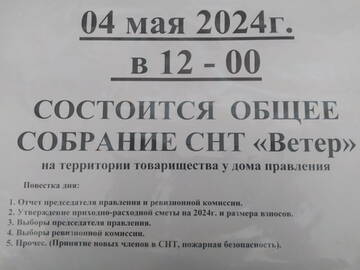 04 мая 2024г.
в 12 - 00
СОСТОИТСЯ ОБЩЕЕ
СОБРАНИЕ СНТ «Ветер»
на территории товарищества у дома правления
Повестка дня:
1. Отчет председателя правления и ревизионной комиссии.
2. Утверждение приходно-расходной сметы на 2024г. и размера взносов.
3. Выборы председателя правления.
4. Выборы ревизионной комиссии.
5. Прочее. (Принятие новых членов в СНТ, пожарная безопасность).